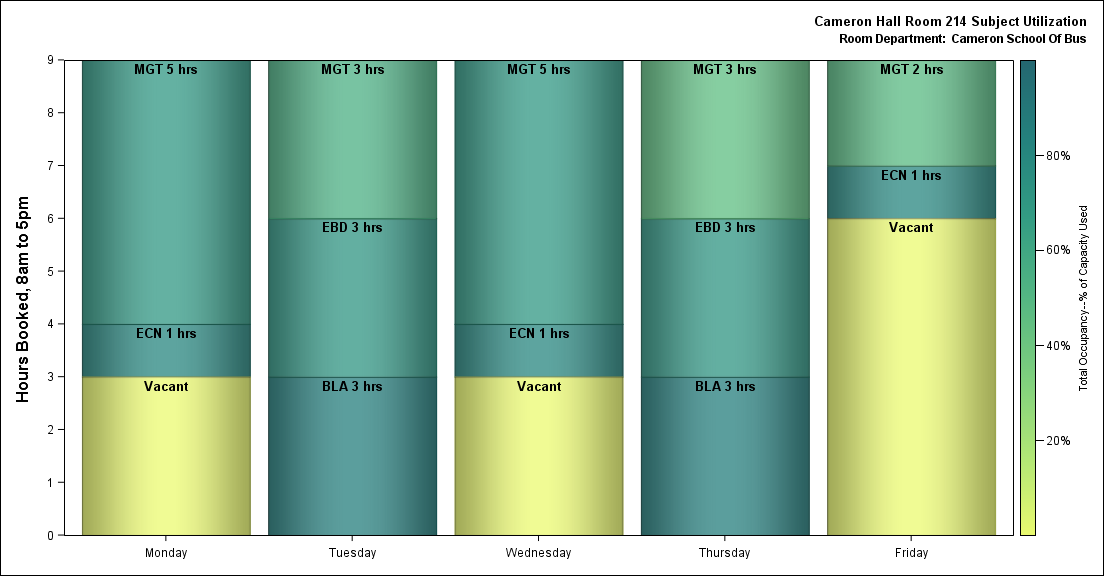 Cameron Hall Room 214 Subject Utilization
Room Department: Cameron School Of Bus
Hours Booked, 8am to 5pm
9
8
7
6
5
4
3
2
1
0
MGT 5 hrs
ECN 1 hrs
Vacant
Monday
MGT 3 hrs
EBD 3 hrs
BLA 3 hrs
Tuesday
MGT 5 hrs
ECN 1 hrs
Vacant
Wednesday
MGT 3 hrs
EBD 3 hrs
BLA 3 hrs
Thursday
MGT 2 hrs
ECN 1 hrs
Vacant
Friday
80%
60%
40%
20%
Total Occupancy--% of Capacity Used